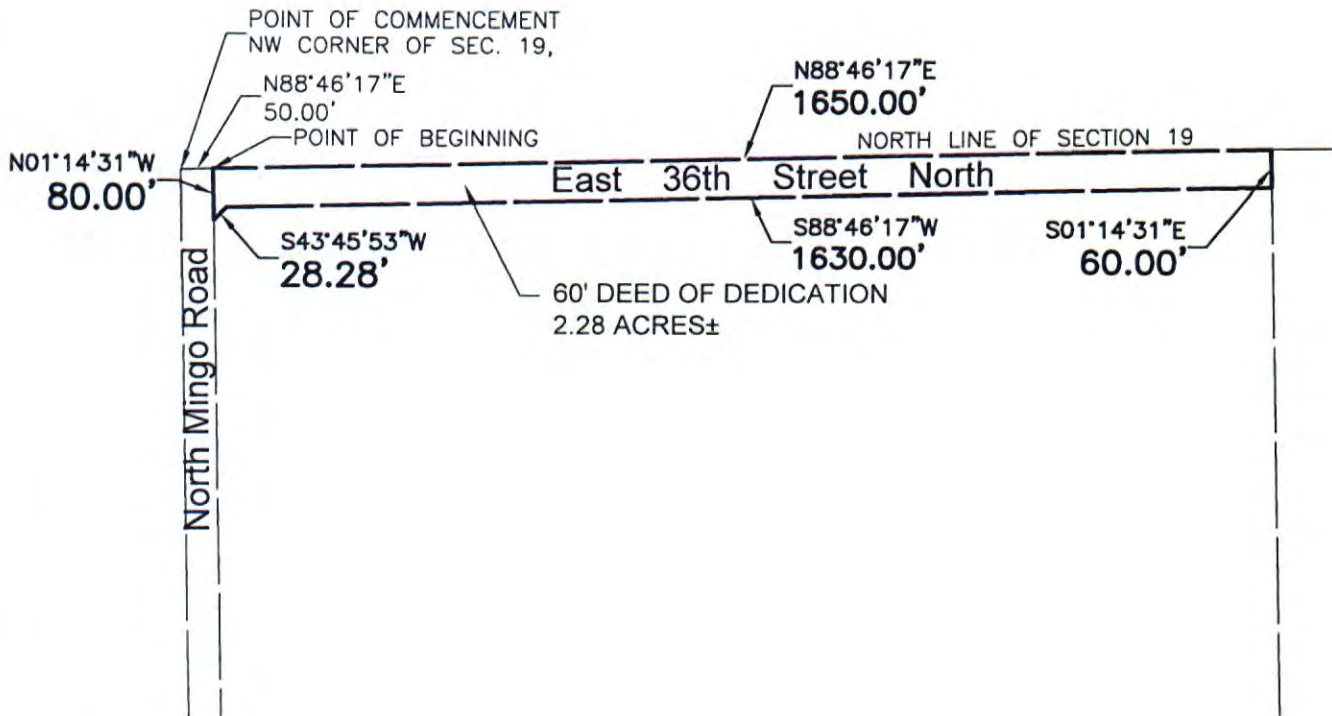 POINT OF COMMENCEMENT
NW CORNER OF SEC. 19,
N88°46'17"E
50.00'
POINT OF BEGINNING
N88°46'17"E
1650.00'
NORTH LINE OF SECTION 19
N01°14'31"W
80.00'
East 36th Street North
S43°45'53"W
28.28'
S88°46'17"W
1630.00'
S01°14'31"E
60.00'
60' DEED OF DEDICATION
2.28 ACRES±
North Mingo Road